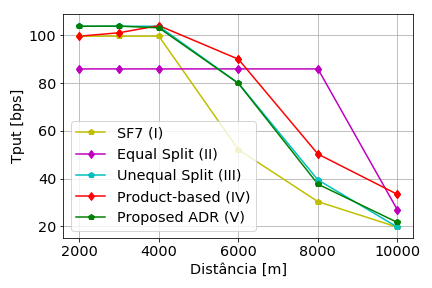 Tput [bps]
100
80
60
40
20
SF7 (I)
Equal Split (II)
Unequal Split (III)
Product-based (IV)
Proposed ADR (V)
2000 4000 6000 8000 10000
Distância [m]